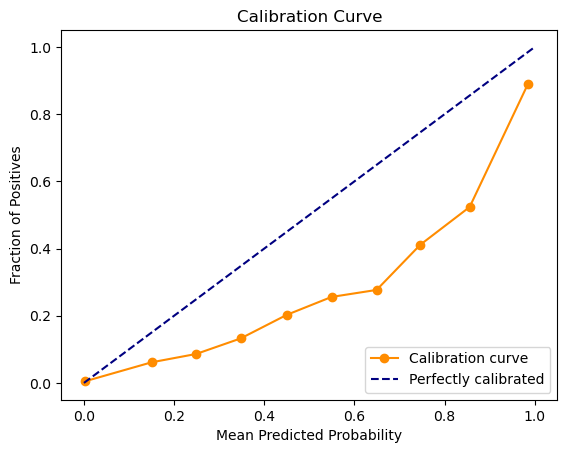 Calibration Curve
1.0
0.8
0.6
0.4
0.2
0.0
Fraction of Positives
Calibration curve
Perfectly calibrated
0.0 0.2 0.4 0.6 0.8 1.0
Mean Predicted Probability